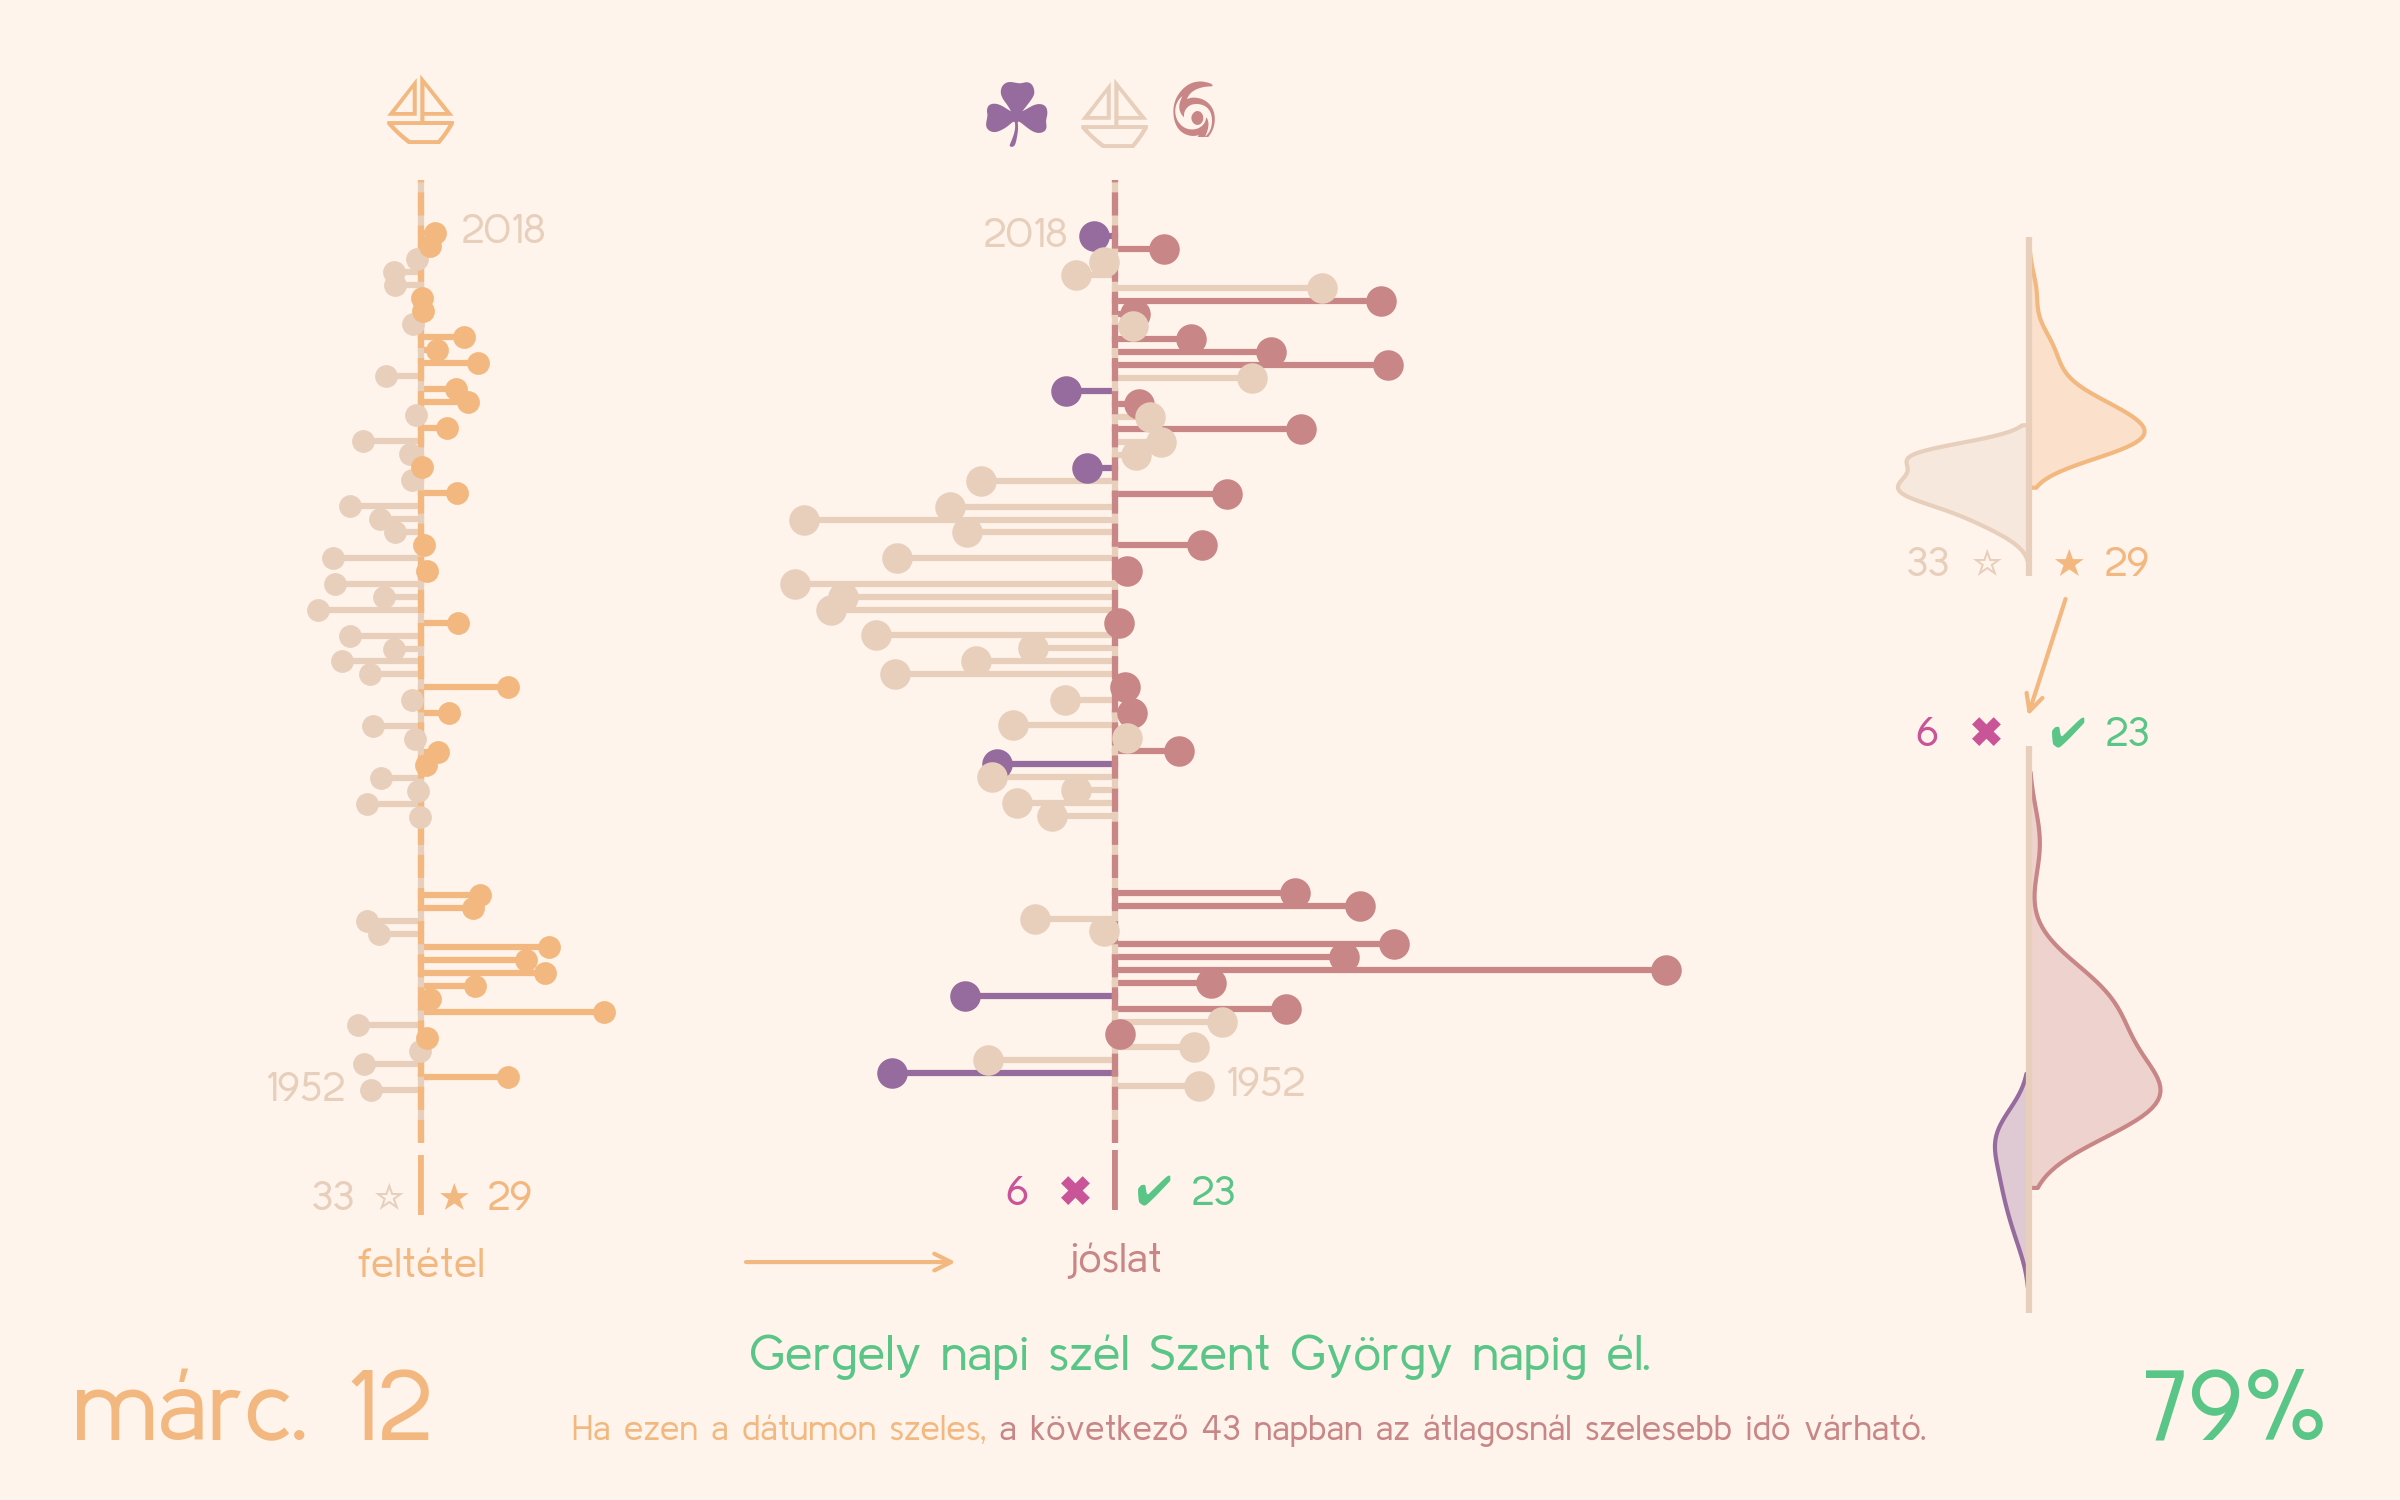 2018
2018
33 ☆ ★ 29
6 ✖ ✔ 23
1952
1952
33 ☆ ★ 29
6 ✖ ✔ 23
feltétel
jóslat
Gergely napi szél Szent György napig él.
márc. 12
79%
Ha ezen a dátumon szeles, a következő 43 napban az átlagosnál szelesebb idő várható.